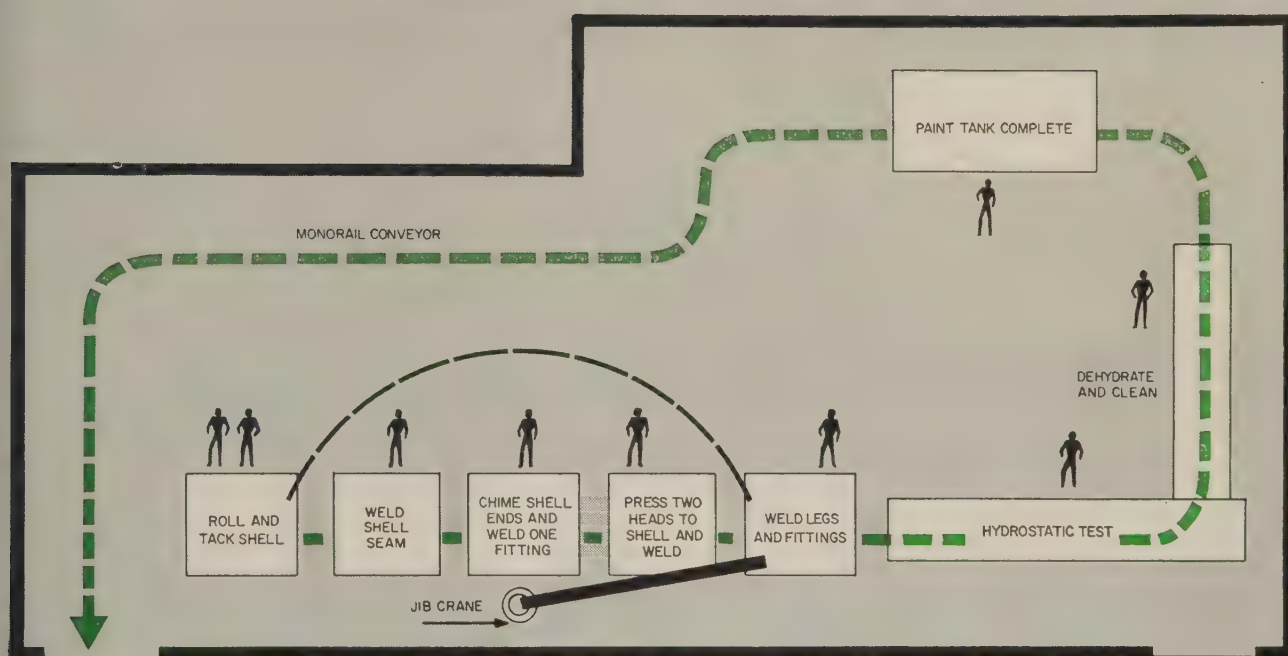 PAINT TANK COMPLETE
MONORAIL CONVEYOR
DEHYDRATE
AND CLEAN
ROLL AND
TACK SHELL
WELD
SHELL
SEAM
CHIME SHELL
ENDS AND
WELD ONE
FITTING
PRESS TWO
HEADS TO
SHELL AND
WELD
WELD LEGS
AND FITTINGS
HYDROSTATIC TEST
JIB CRANE